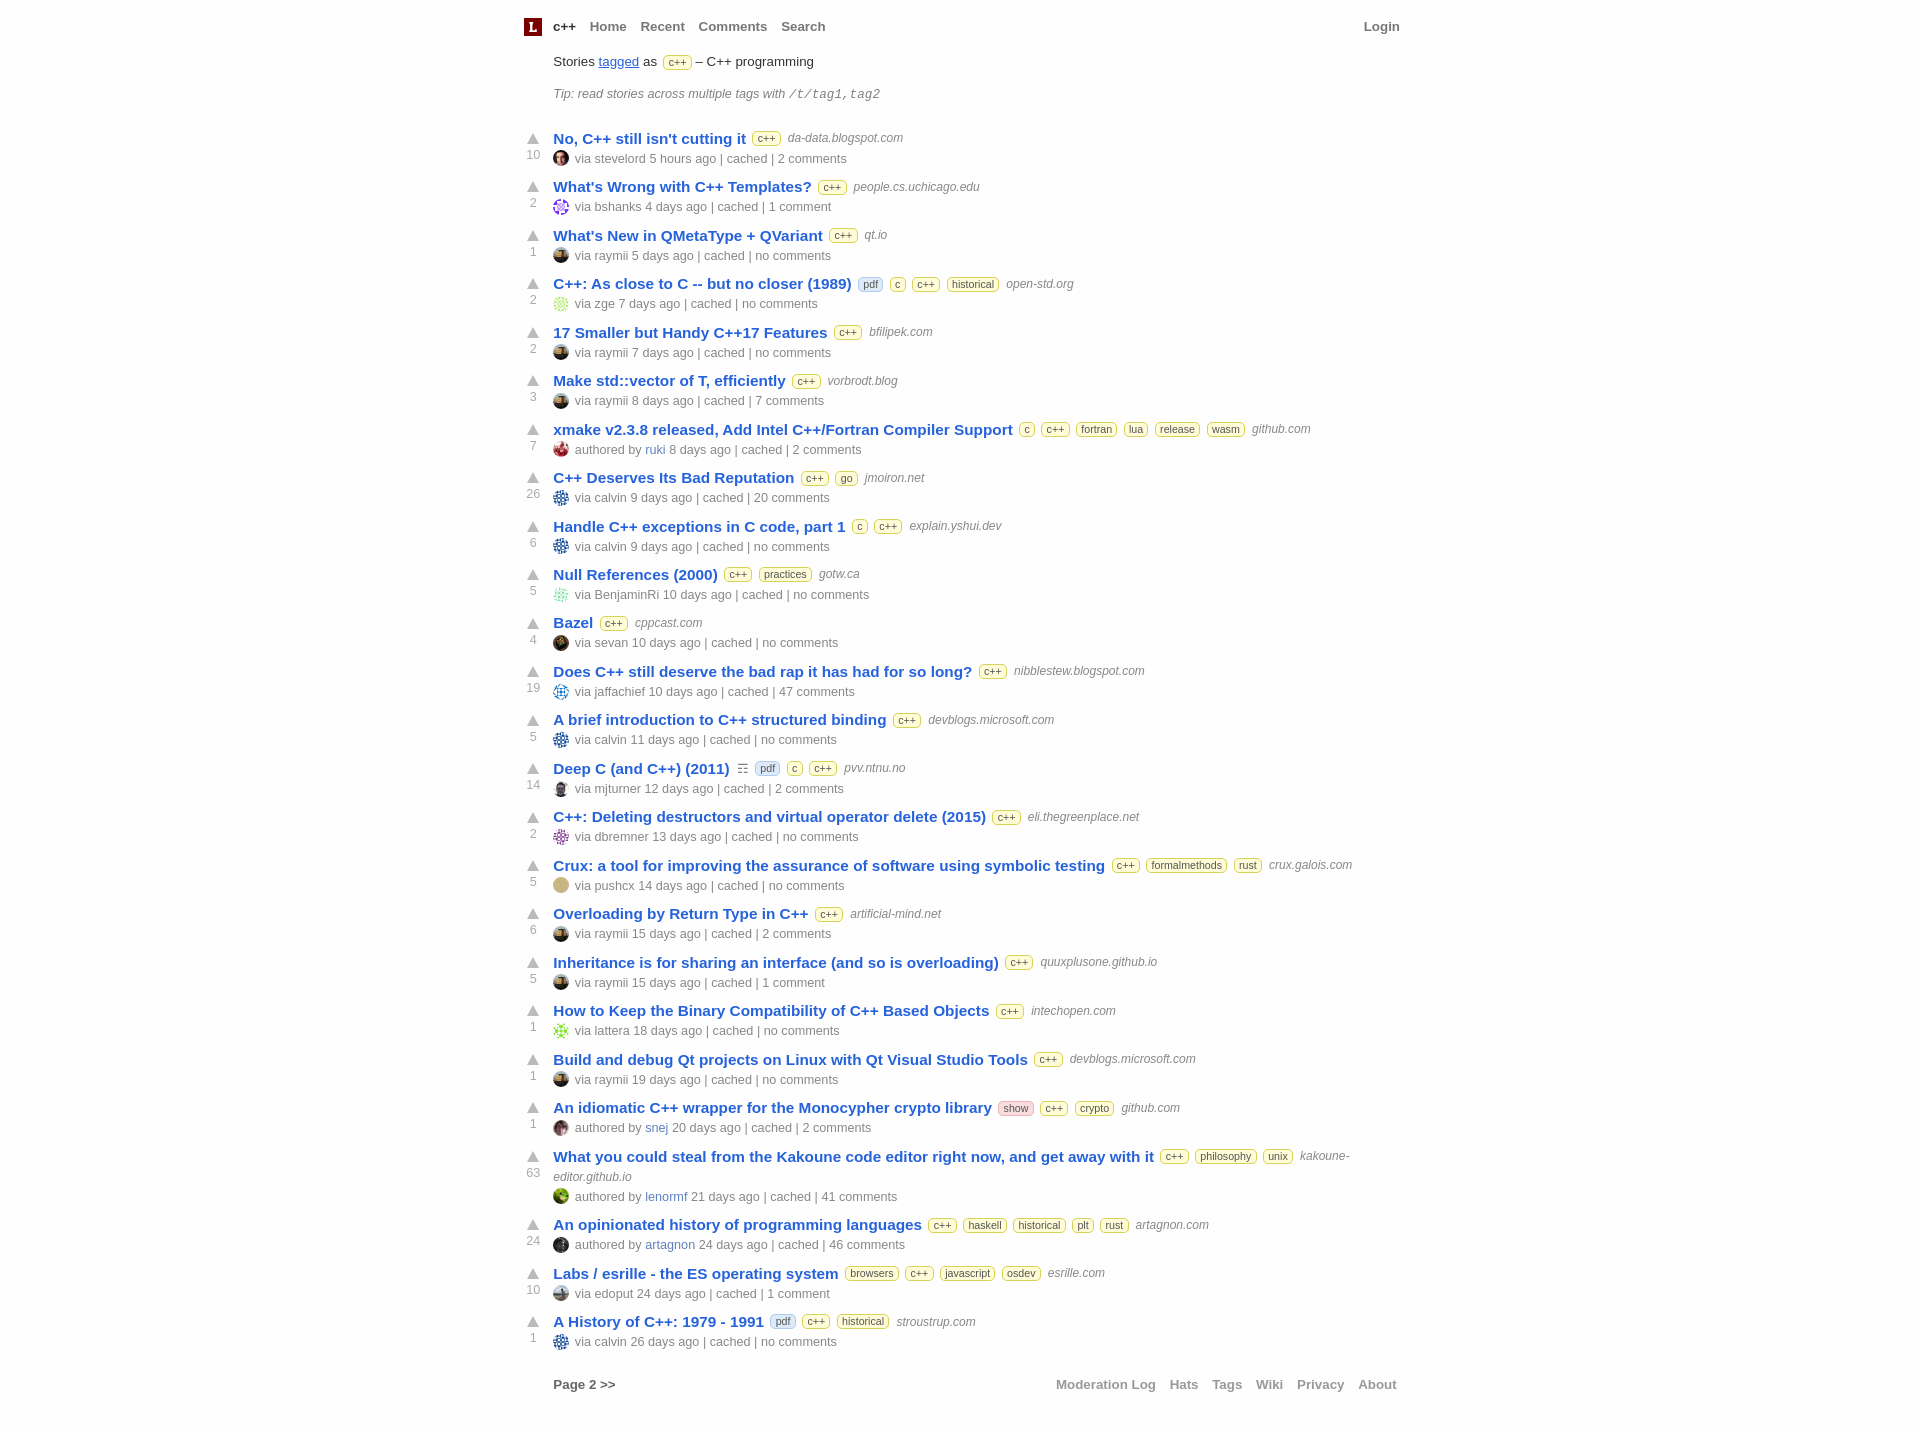 L c++ Home Recent Comments Search Login
Stories tagged as c++ – C++ programming
Tip: read stories across multiple tags with /t/tag1,tag2
No, C++ still isn't cutting it c++ da-data.blogspot.com
10 via stevelord 5 hours ago | cached | 2 comments
What's Wrong with C++ Templates? c++ people.cs.uchicago.edu
2 via bshanks 4 days ago | cached | 1 comment
What's New in QMetaType + QVariant c++ qt.io
1 via raymii 5 days ago | cached | no comments
C++: As close to C -- but no closer (1989) pdf c c++ historical open-std.org
2 via zge 7 days ago | cached | no comments
17 Smaller but Handy C++17 Features c++ bfilipek.com
2 via raymii 7 days ago | cached | no comments
Make std::vector of T, efficiently c++ vorbrodt.blog
3 via raymii 8 days ago | cached | 7 comments
xmake v2.3.8 released, Add Intel C++/Fortran Compiler Support c c++ fortran lua release wasm github.com
7 authored by ruki 8 days ago | cached | 2 comments
C++ Deserves Its Bad Reputation c++ go jmoiron.net
26 via calvin 9 days ago | cached | 20 comments
Handle C++ exceptions in C code, part 1 c c++ explain.yshui.dev
6 via calvin 9 days ago | cached | no comments
Null References (2000) c++ practices gotw.ca
5 via BenjaminRi 10 days ago | cached | no comments
Bazel c++ cppcast.com
4 via sevan 10 days ago | cached | no comments
Does C++ still deserve the bad rap it has had for so long? c++ nibblestew.blogspot.com
19 via jaffachief 10 days ago | cached | 47 comments
A brief introduction to C++ structured binding c++ devblogs.microsoft.com
5 via calvin 11 days ago | cached | no comments
Deep C (and C++) (2011) ☶ pdf c c++ pvv.ntnu.no
14 via mjturner 12 days ago | cached | 2 comments
C++: Deleting destructors and virtual operator delete (2015) c++ eli.thegreenplace.net
2 via dbremner 13 days ago | cached | no comments
Crux: a tool for improving the assurance of software using symbolic testing c++ formalmethods rust crux.galois.com
5 via pushcx 14 days ago | cached | no comments
Overloading by Return Type in C++ c++ artificial-mind.net
6 via raymii 15 days ago | cached | 2 comments
Inheritance is for sharing an interface (and so is overloading) c++ quuxplusone.github.io
5 via raymii 15 days ago | cached | 1 comment
How to Keep the Binary Compatibility of C++ Based Objects c++ intechopen.com
1 via lattera 18 days ago | cached | no comments
Build and debug Qt projects on Linux with Qt Visual Studio Tools c++ devblogs.microsoft.com
1 via raymii 19 days ago | cached | no comments
An idiomatic C++ wrapper for the Monocypher crypto library show c++ crypto github.com
1 authored by snej 20 days ago | cached | 2 comments
What you could steal from the Kakoune code editor right now, and get away with it c++ philosophy unix kakoune-
63 editor.github.io
authored by lenormf 21 days ago | cached | 41 comments
An opinionated history of programming languages c++ haskell historical plt rust artagnon.com
24 authored by artagnon 24 days ago | cached | 46 comments
Labs / esrille - the ES operating system browsers c++ javascript osdev esrille.com
10 via edoput 24 days ago | cached | 1 comment
A History of C++: 1979 - 1991 pdf c++ historical stroustrup.com
1 via calvin 26 days ago | cached | no comments
Page 2 >> Moderation Log Hats Tags Wiki Privacy About